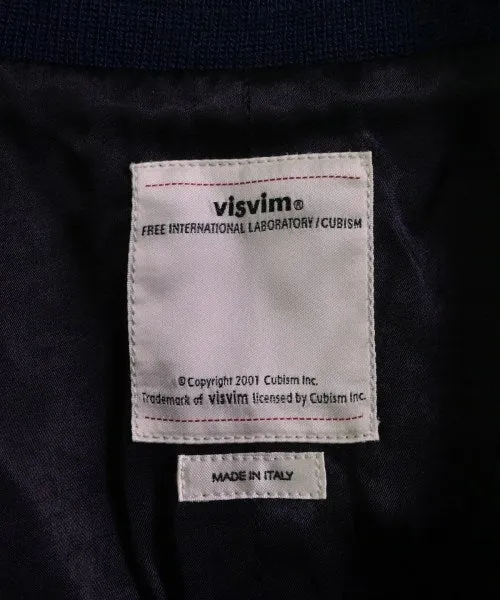 visvim®
FREE INTERNATIONAL LABORATORY/CUBISM
© Copyright 2001 Cubism Inc.
Trademark of visvim licensed by Cubism Inc.
MADE IN ITALY